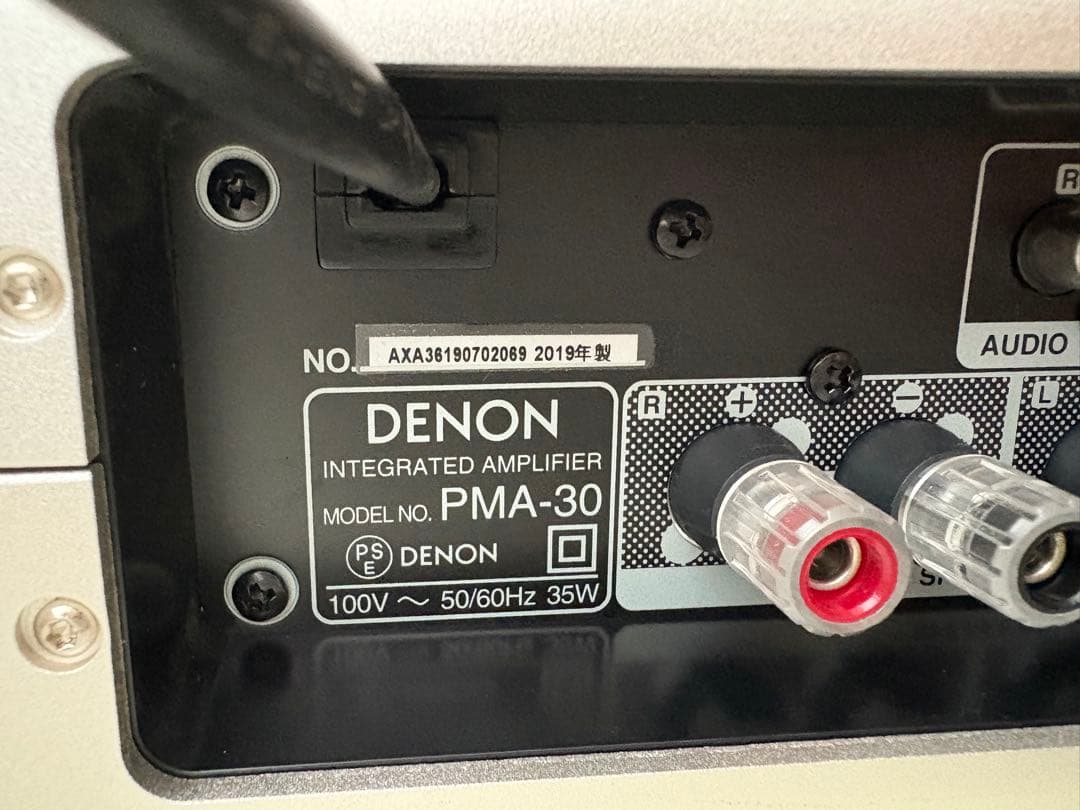 NO. AXA36190702069 2019年製
DENON
INTEGRATED AMPLIFIER
MODEL NO. PMA-30
PSE DENON
100V ～ 50/60Hz 35W
R
AUDIO
R + −
L